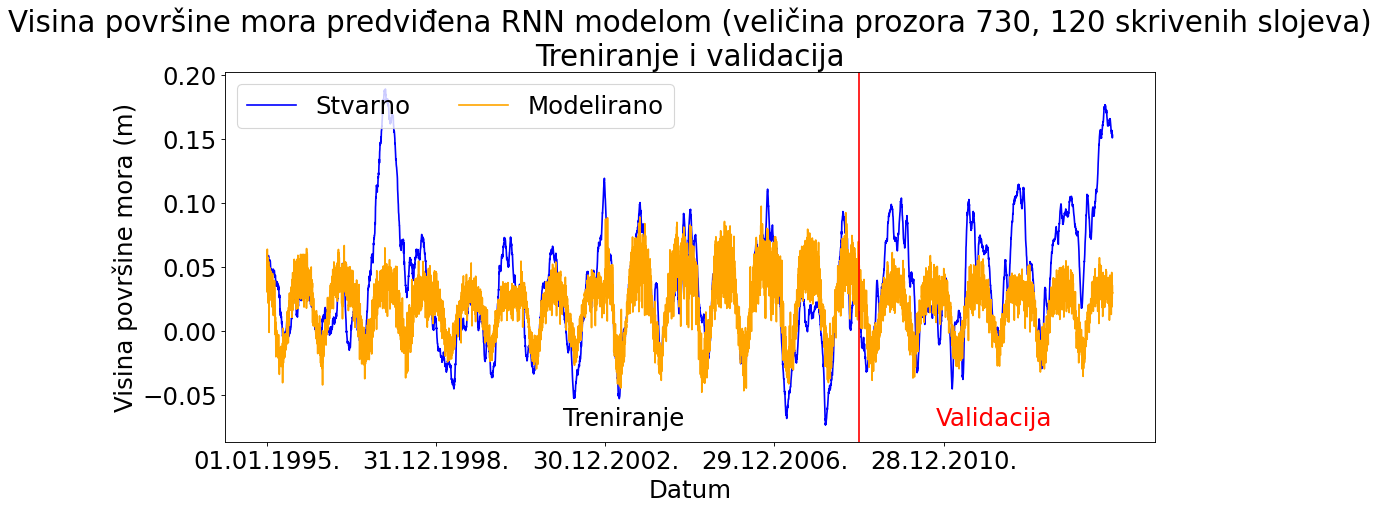 Visina površine mora predviđena RNN modelom (veličina prozora 730, 120 skrivenih slojeva)
Treniranje i validacija
Stvarno
Modelirano
Visina površine mora (m)
0.20
0.15
0.10
0.05
0.00
−0.05
Treniranje
Validacija
01.01.1995.
31.12.1998.
30.12.2002.
29.12.2006.
28.12.2010.
Datum